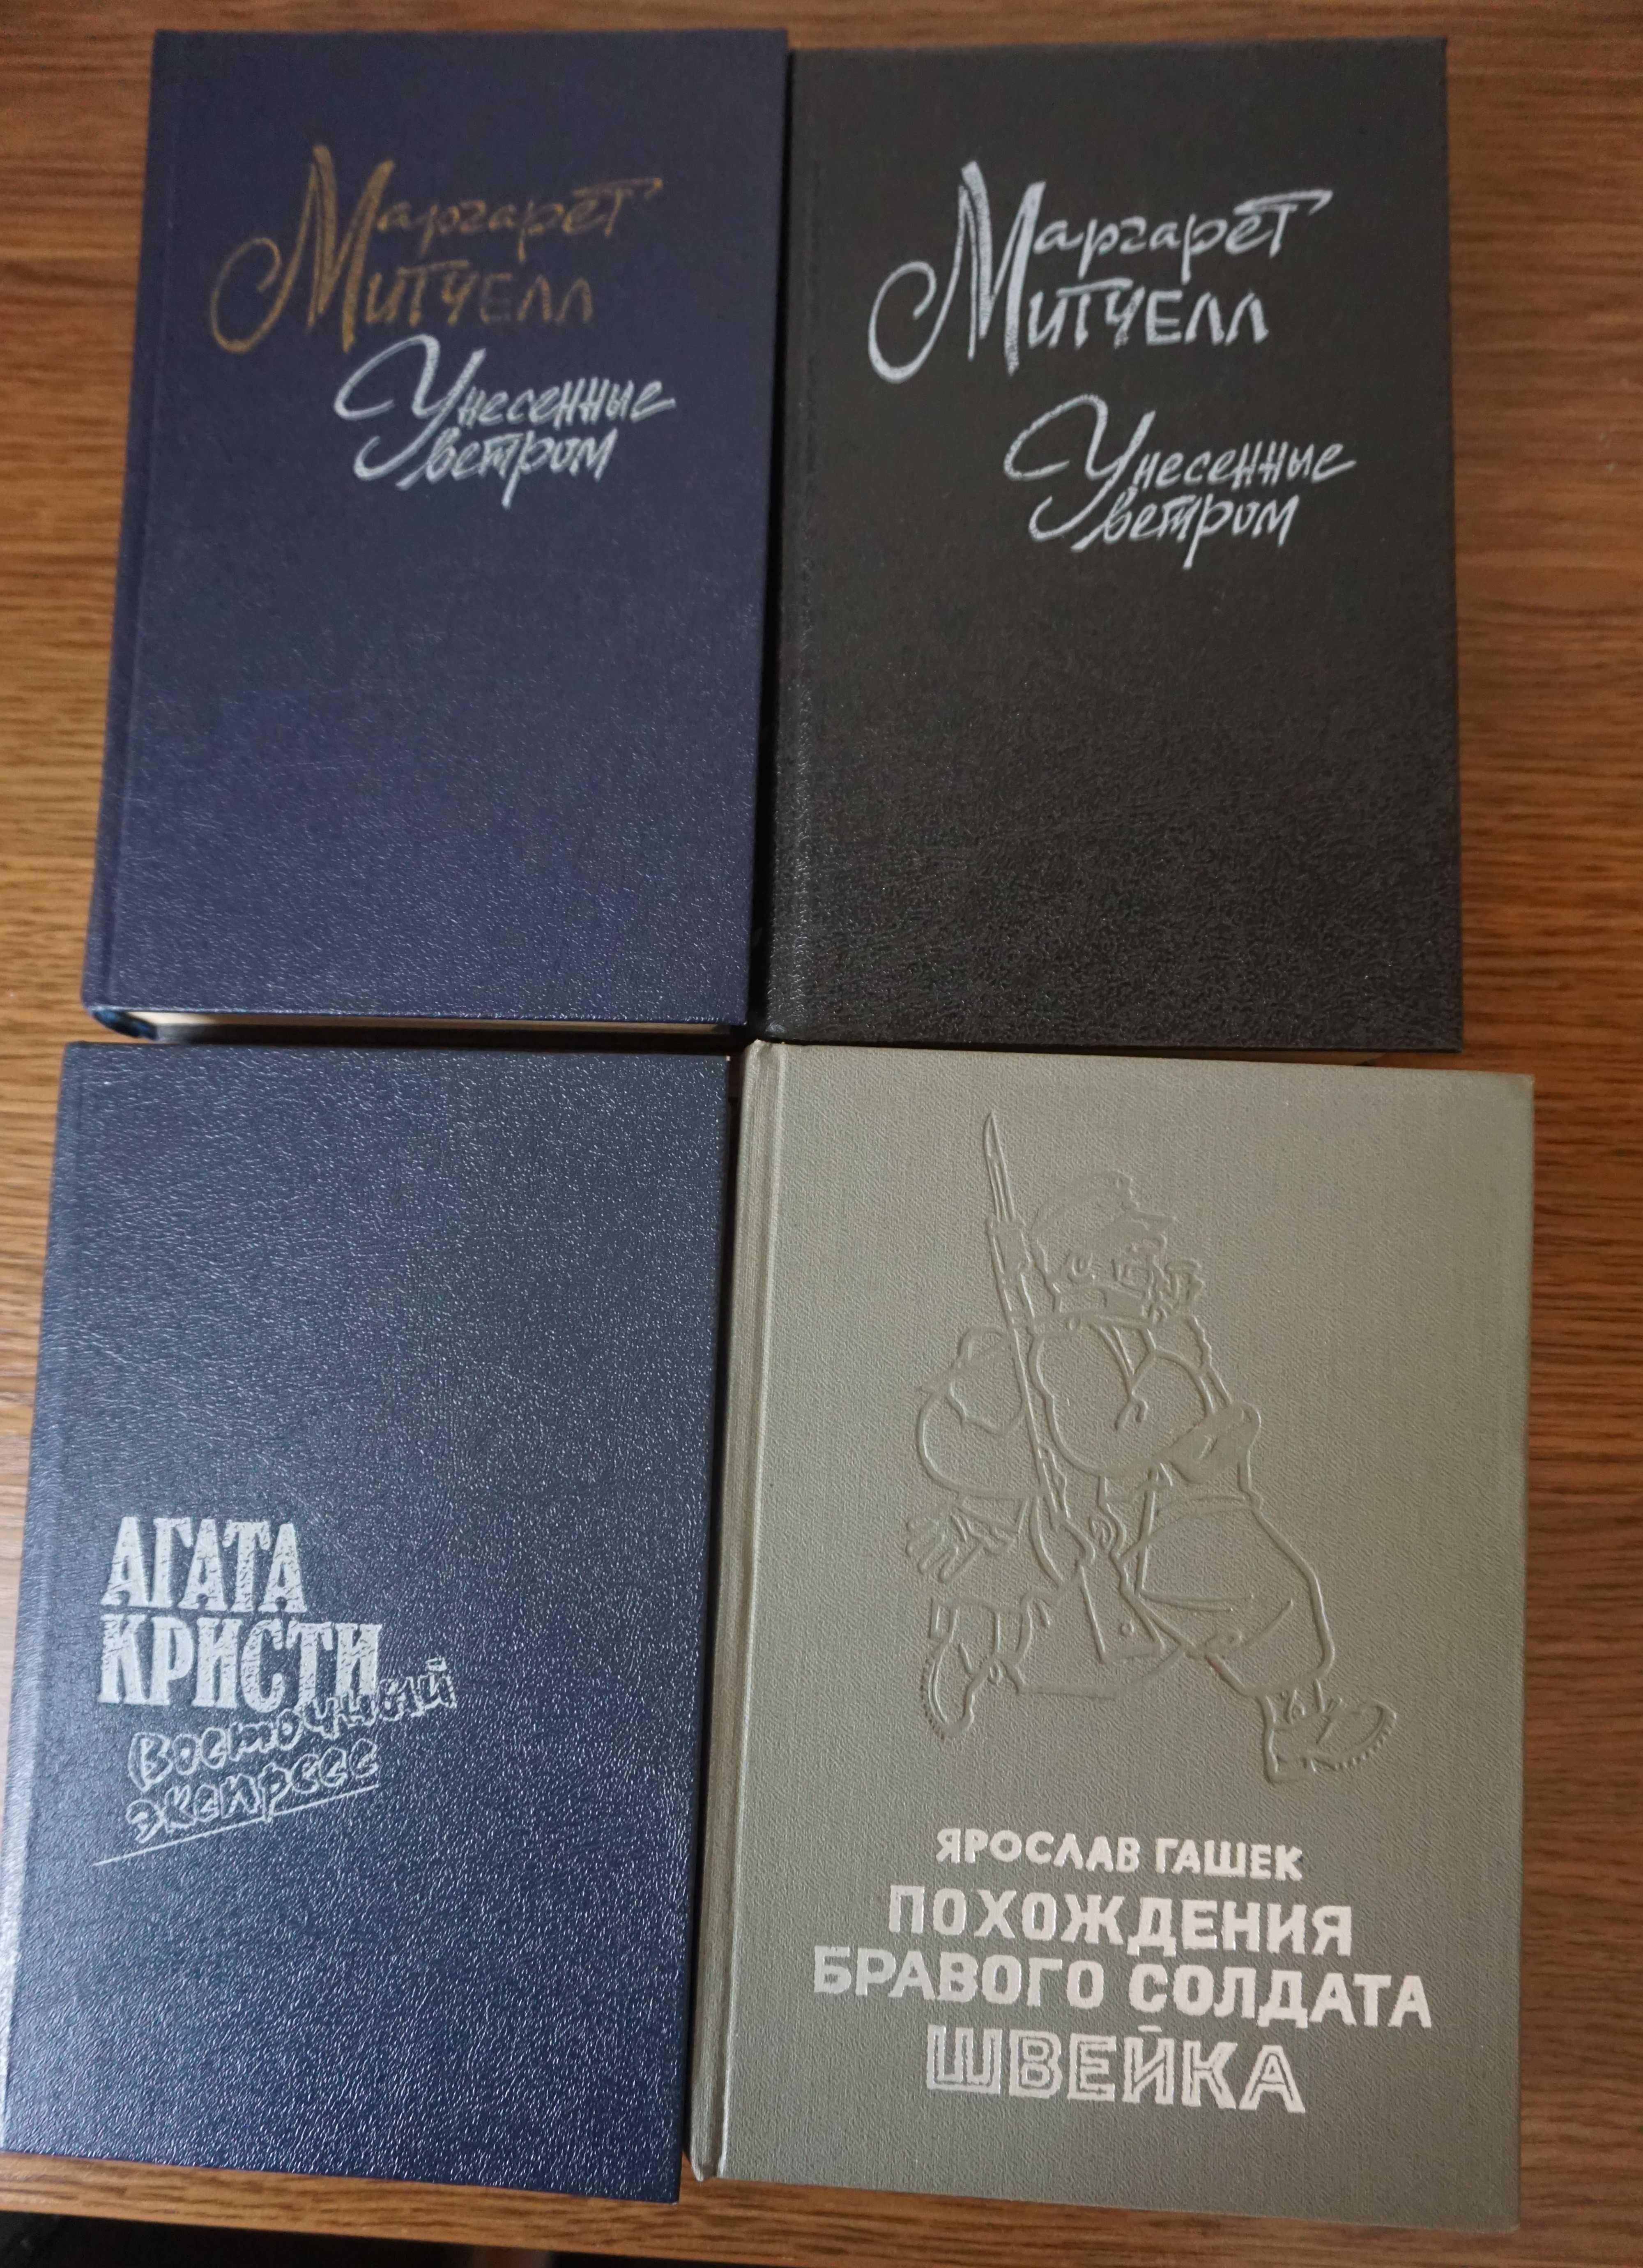 Маргарет
Митчелл
Унесенные
ветром
Маргарет
Митчелл
Унесенные
ветром
АГАТА
КРИСТИ
Восточный
экспресс
ЯРОСЛАВ ГАШЕК
ПОХОЖДЕНИЯ
БРАВОГО СОЛДАТА
ШВЕЙКА